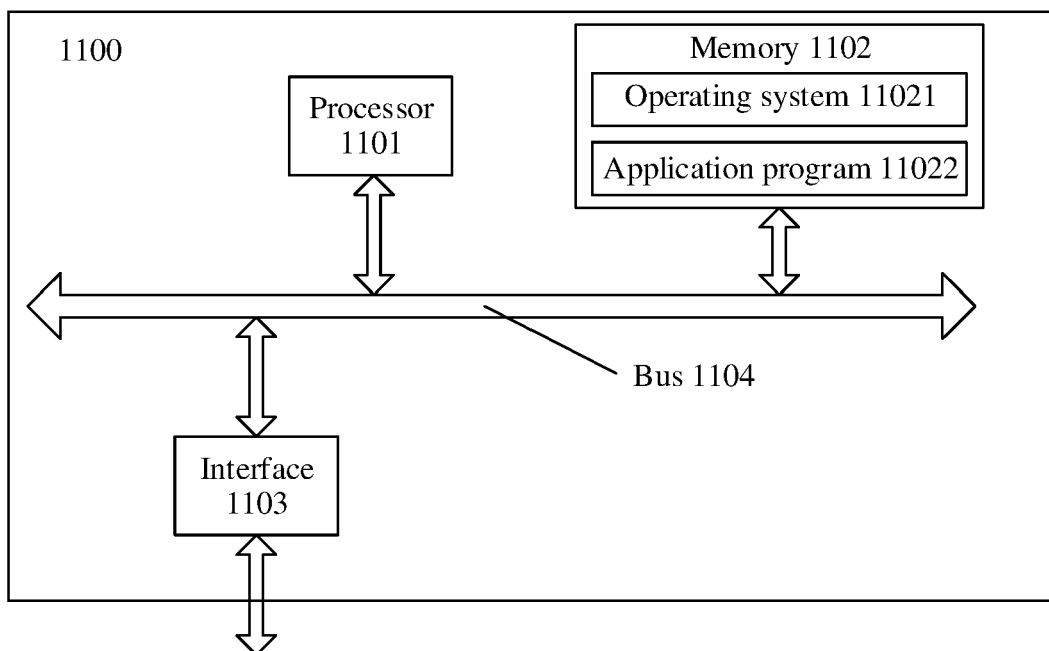 1100
Memory 1102
Operating system 11021
Application program 11022
Processor
1101
Bus 1104
Interface
1103